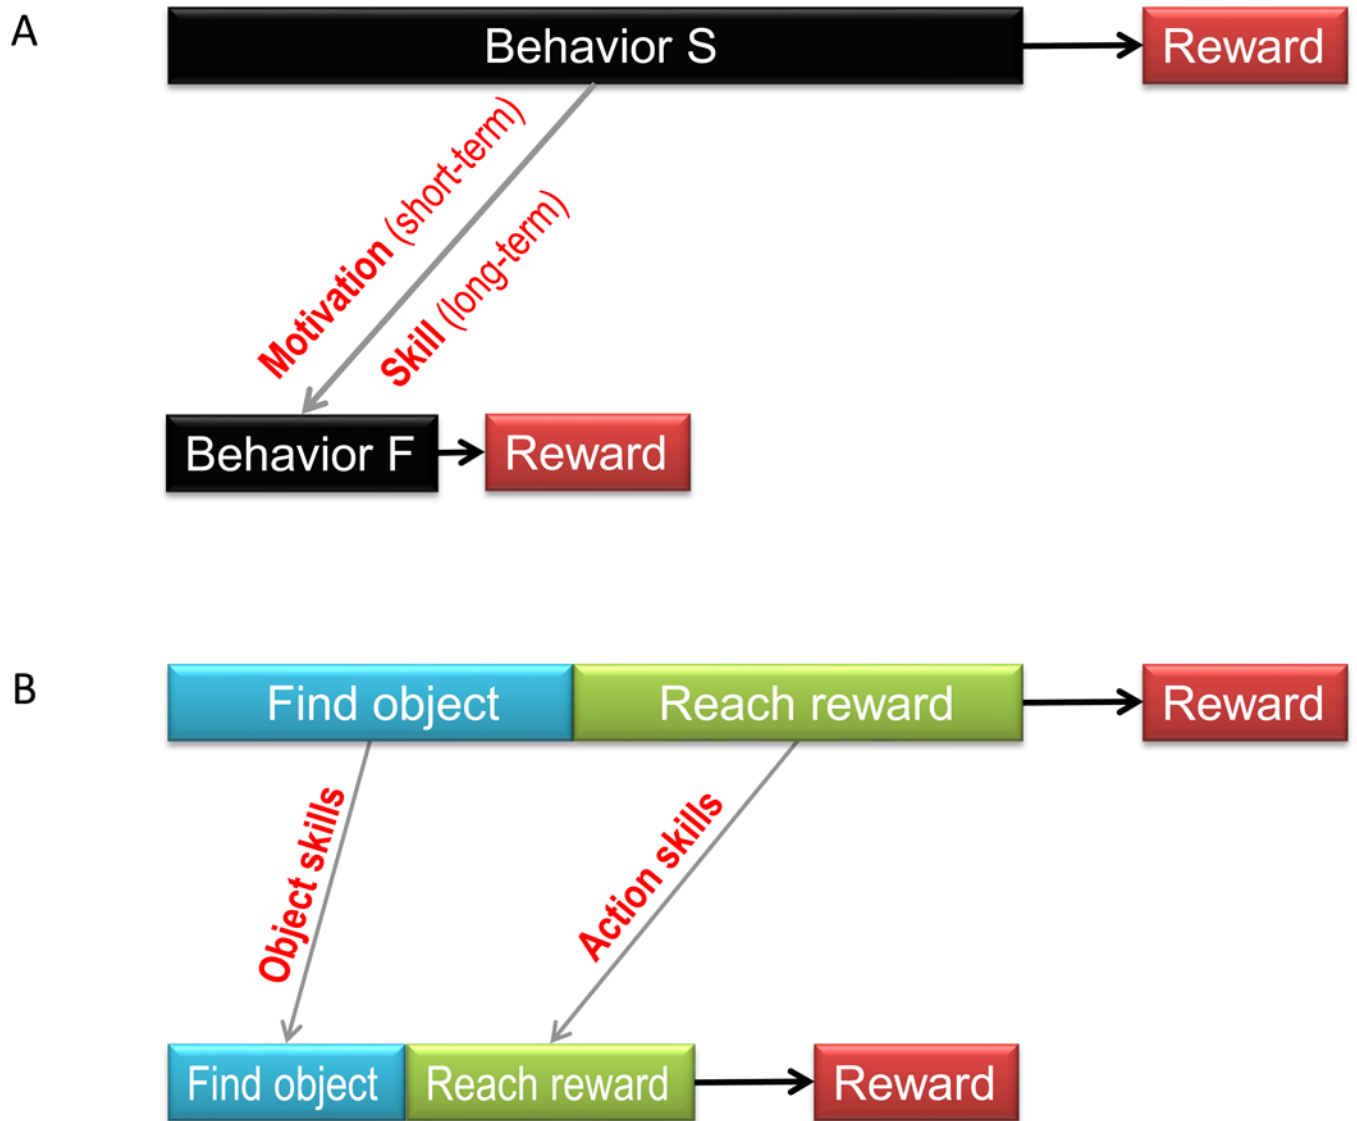 A
Behavior S
Reward
Motivation (short-term)
Skill (long-term)
Behavior F
Reward
B
Find object
Reach reward
Reward
Object skills
Action skills
Find object
Reach reward
Reward